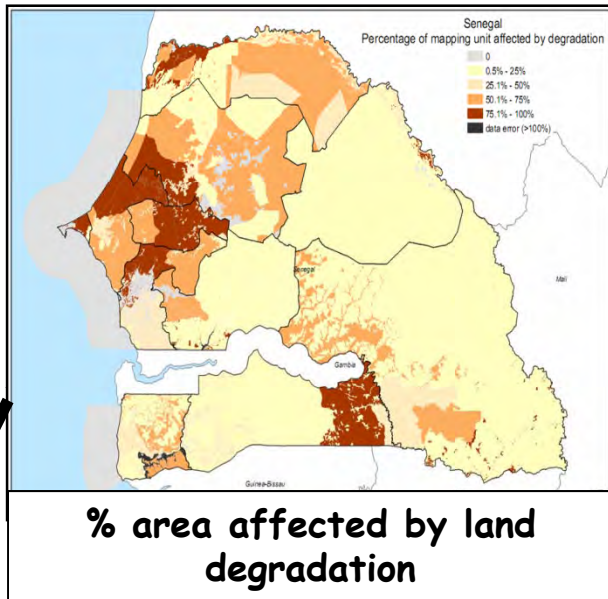 Senegal
Percentage of mapping unit affected by degradation
0
0.5% - 25%
25.1% - 50%
50.1% - 75%
75.1% - 100%
data error (>100%)
Senegal
Mali
Gambia
Guinea-Bissau
% area affected by land
degradation